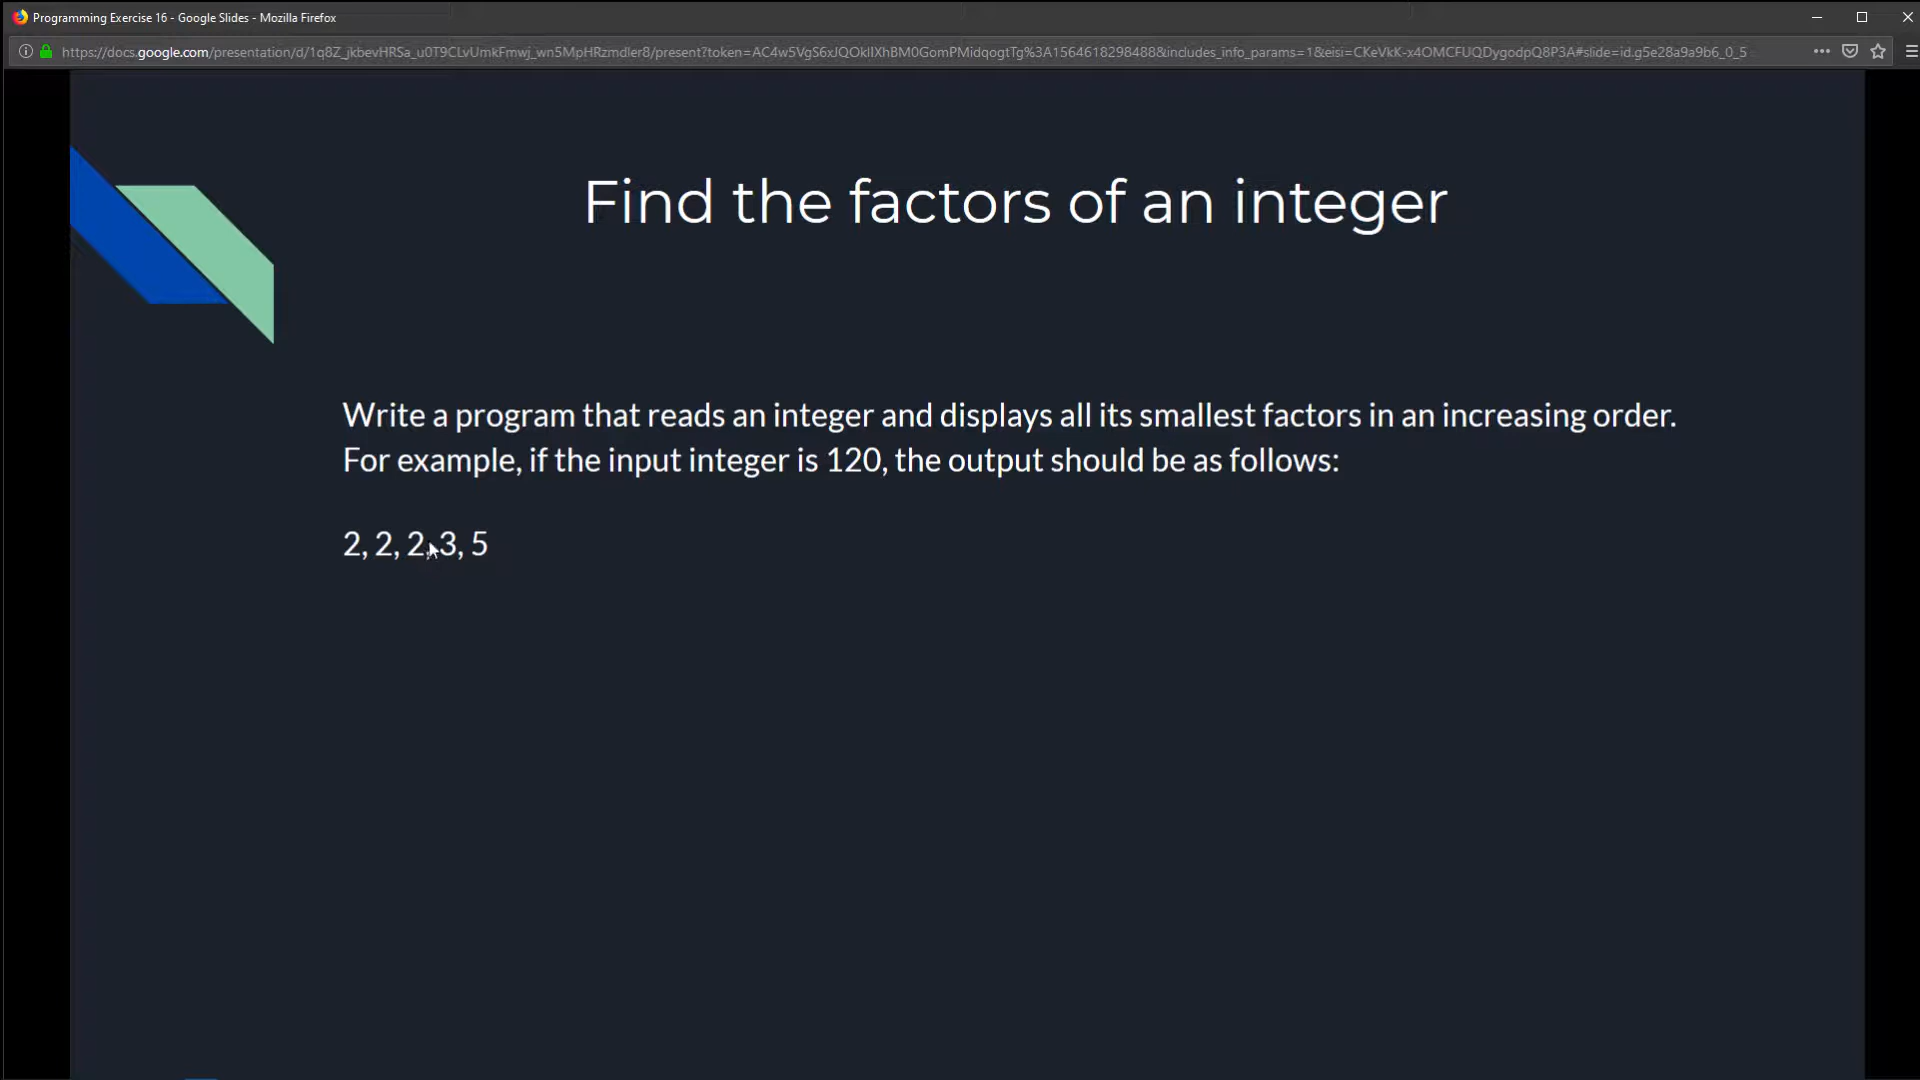 Programming Exercise 16 - Google Slides - Mozilla Firefox
https://docs.google.com/presentation/d/1q8Z_jkbevHRSa_u0T9CLvUmkFmwj_wn5MpHRzmdler8/present?token=AC4w5VgS6xJQOklIXhBM0GomPMidqogtTg%3A1564618298488&includes_info_params=1&eisi=CKeVkK-x4OMCFUQDygodpQ8P3A#slide=id.g5e28a9a9b6_0_5
Find the factors of an integer
Write a program that reads an integer and displays all its smallest factors in an increasing order.
For example, if the input integer is 120, the output should be as follows:
2, 2, 2, 3, 5